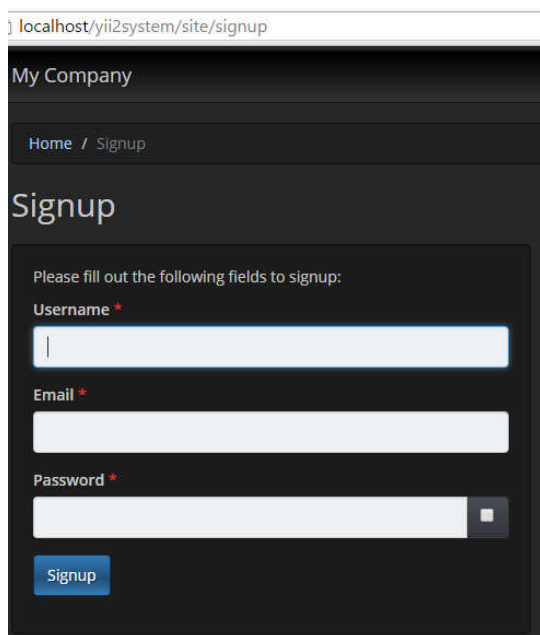 localhost/yii2system/site/signup
My Company
Home / Signup
Signup
Please fill out the following fields to signup:
Username *
Email *
Password *
Signup